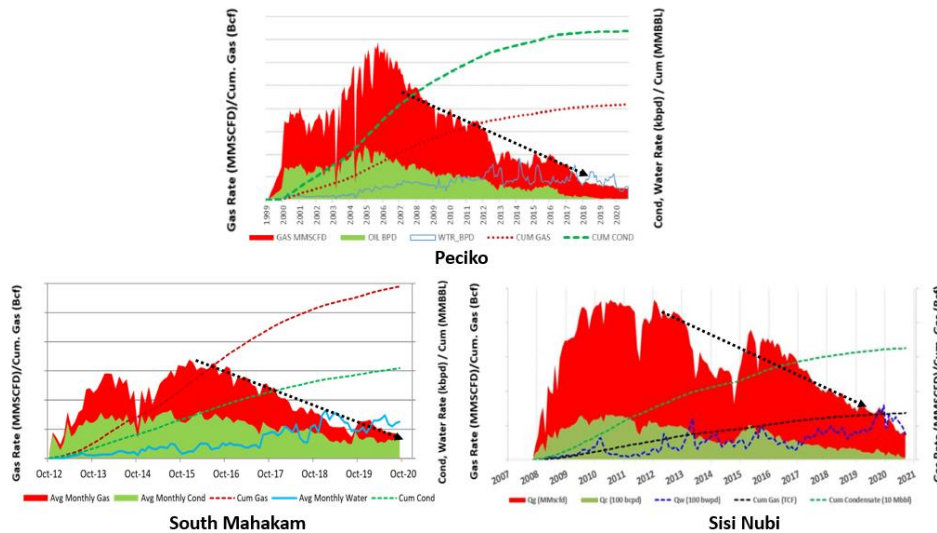 Gas Rate (MMSCFD)/Cum. Gas (Bcf)
Cond, Water Rate (kbpd) / Cum (MMBBL)
1999 2000 2001 2002 2003 2004 2005 2006 2007 2008 2009 2010 2011 2012 2013 2014 2015 2016 2017 2018 2019 2020
GAS MMSCFD OIL BPD WTR_BPD CUM GAS CUM COND
Peciko
Gas Rate (MMSCFD)/Cum. Gas (Bcf)
Cond, Water Rate (kbpd) / Cum (MMBBL)
Oct-12 Oct-13 Oct-14 Oct-15 Oct-16 Oct-17 Oct-18 Oct-19 Oct-20
Avg Monthly Gas Avg Monthly Cond Cum Gas Avg Monthly Water Cum Cond
South Mahakam
Gas Rate (MMSCFD)/Cum. Gas (Bcf)
Gas Rate (MMSCFD)/Cum. Gas (Bcf)
2007 2008 2009 2010 2011 2012 2013 2014 2015 2016 2017 2018 2019 2020 2021
Qg (MMscfd) Qc (100 bcpd) Qw (100 bwpd) Cum Gas (TCF) Cum Condensate (10 Mbbl)
Sisi Nubi